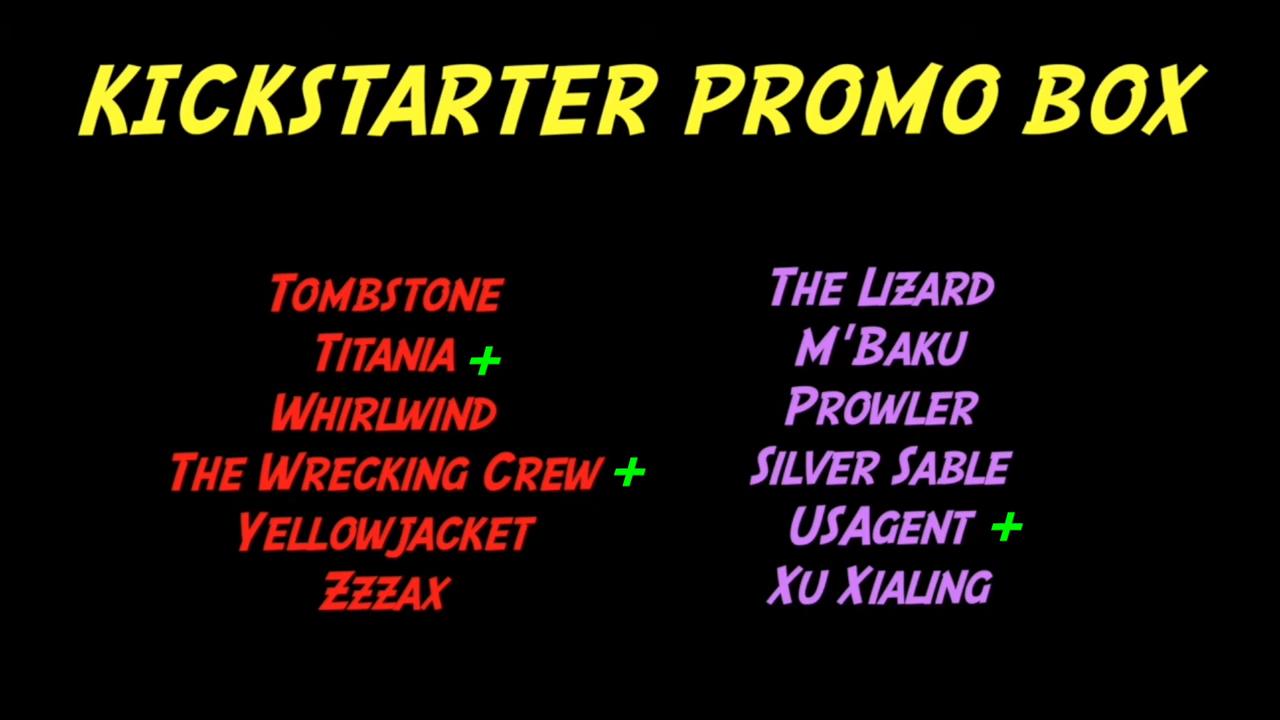 KICKSTARTER PROMO BOX
TOMBSTONE
TITANIA +
WHIRLWIND
THE WRECKING CREW +
YELLOWJACKET
ZZZAX
THE LIZARD
M'BAKU
PROWLER
SILVER SABLE
USAGENT +
XU XIALING